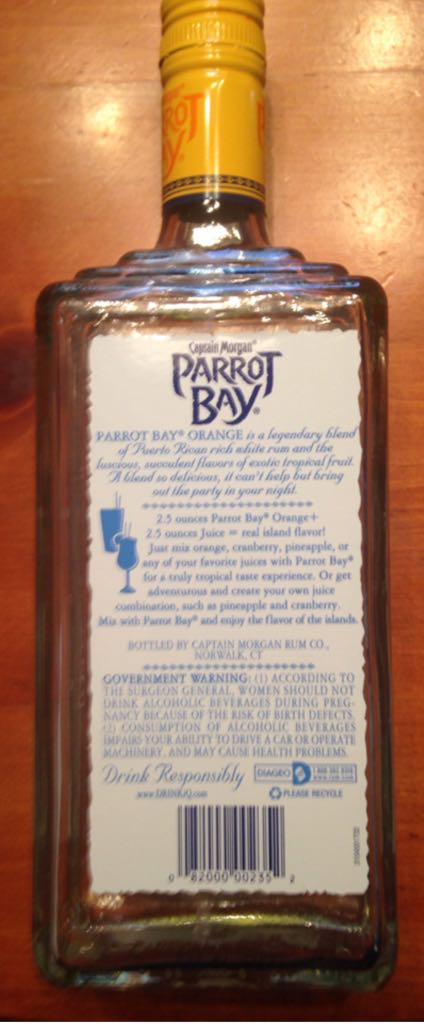 ROT
y.
Captain Morgan®
PARROT
BAY®
PARROT BAY® ORANGE is a legendary blend
of Puerto Rican rich white rum and the
luscious, succulent flavors of exotic tropical fruit.
A blend so delicious, it can't help but bring
out the party in your night.
2.5 ounces Parrot Bay® Orange+
2.5 ounces Juice = real island flavor!
Just mix orange, cranberry, pineapple, or
any of your favorite juices with Parrot Bay®
for a truly tropical taste experience. Or get
adventurous and create your own juice
combination, such as pineapple and cranberry.
Mix with Parrot Bay® and enjoy the flavor of the islands.
BOTTLED BY CAPTAIN MORGAN RUM CO.,
NORWALK, CT
GOVERNMENT WARNING: (1) ACCORDING TO
THE SURGEON GENERAL, WOMEN SHOULD NOT
DRINK ALCOHOLIC BEVERAGES DURING PREG-
NANCY BECAUSE OF THE RISK OF BIRTH DEFECTS.
(2) CONSUMPTION OF ALCOHOLIC BEVERAGES
IMPAIRS YOUR ABILITY TO DRIVE A CAR OR OPERATE
MACHINERY, AND MAY CAUSE HEALTH PROBLEMS.
Drink Responsibly
DIAGEO
www.DRINKiQ.com
PLEASE RECYCLE
0 82000 00235 2